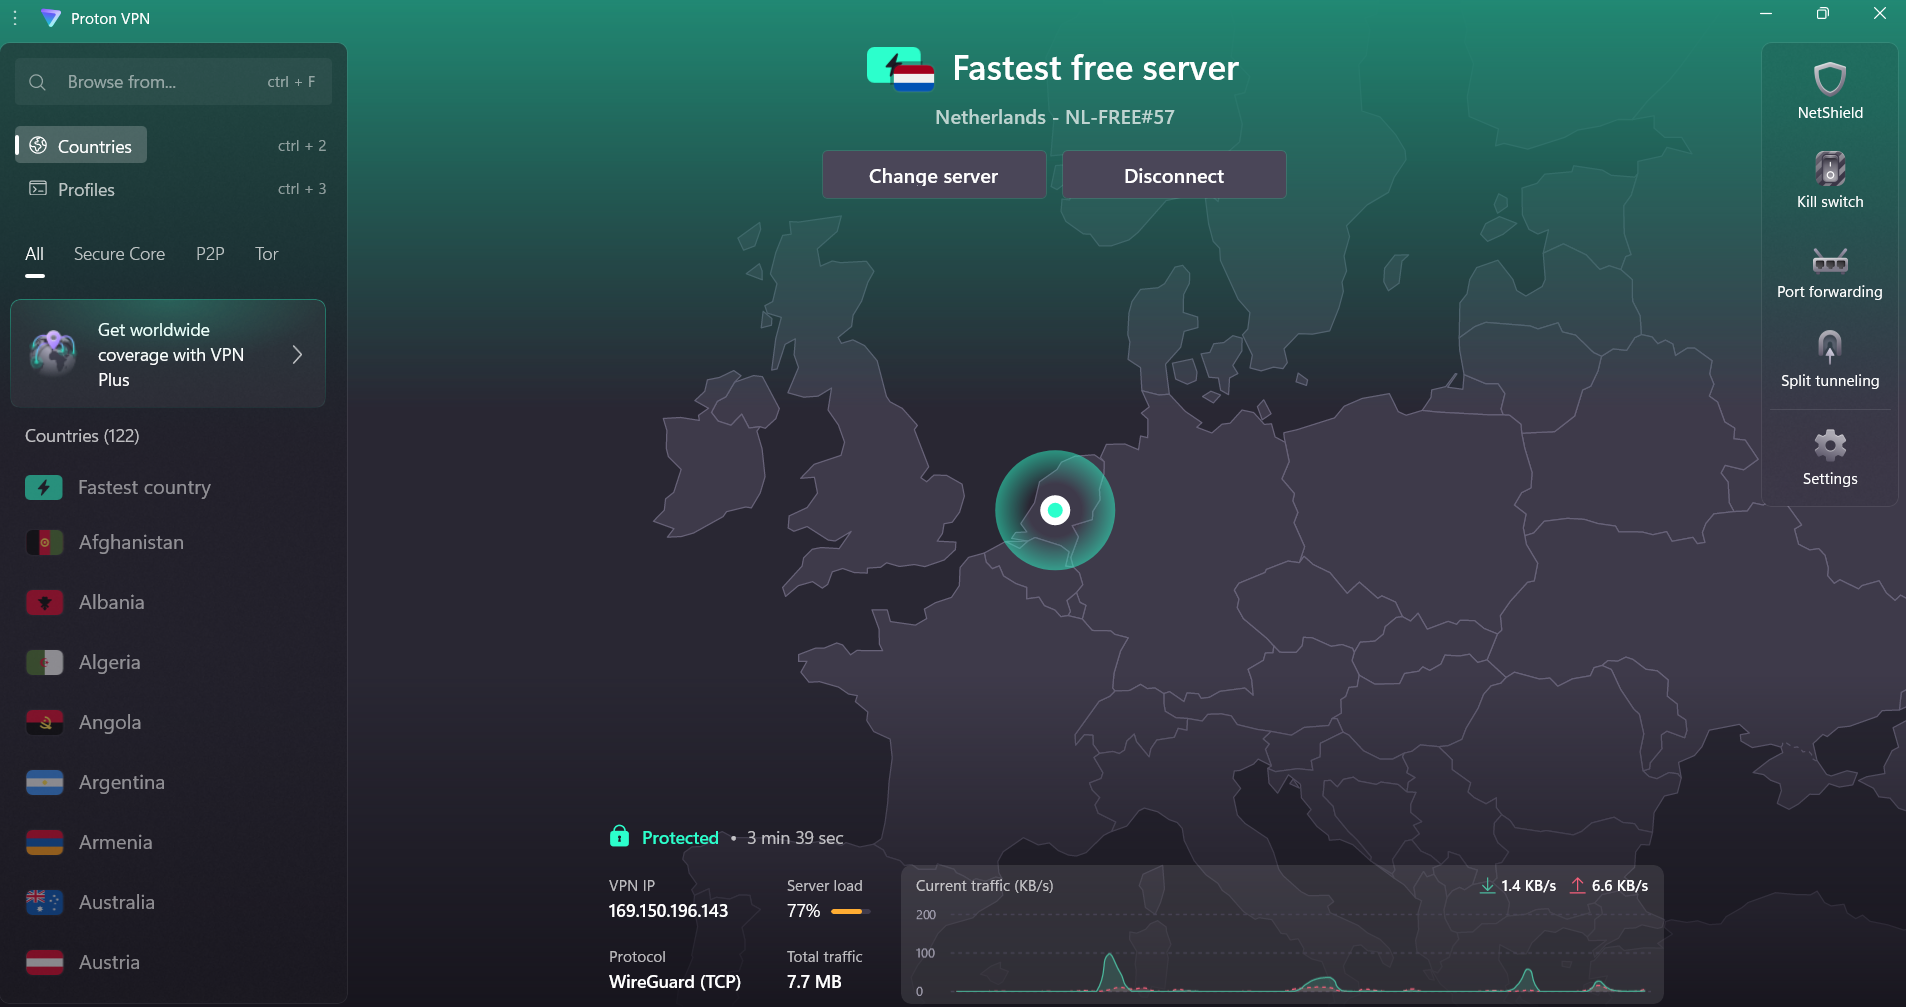 Proton VPN
Browse from...
ctrl + F
Countries
ctrl + 2
Profiles
ctrl + 3
All
Secure Core
P2P
Tor
Get worldwide
coverage with VPN
Plus
Countries (122)
Fastest country
Afghanistan
Albania
Algeria
Angola
Argentina
Armenia
Australia
Austria
Fastest free server
Netherlands - NL-FREE#57
Change server
Disconnect
Protected • 3 min 39 sec
VPN IP
169.150.196.143
Server load
77%
Protocol
WireGuard (TCP)
Total traffic
7.7 MB
Current traffic (KB/s)
1.4 KB/s
6.6 KB/s
200
100
0
NetShield
Kill switch
Port forwarding
Split tunneling
Settings